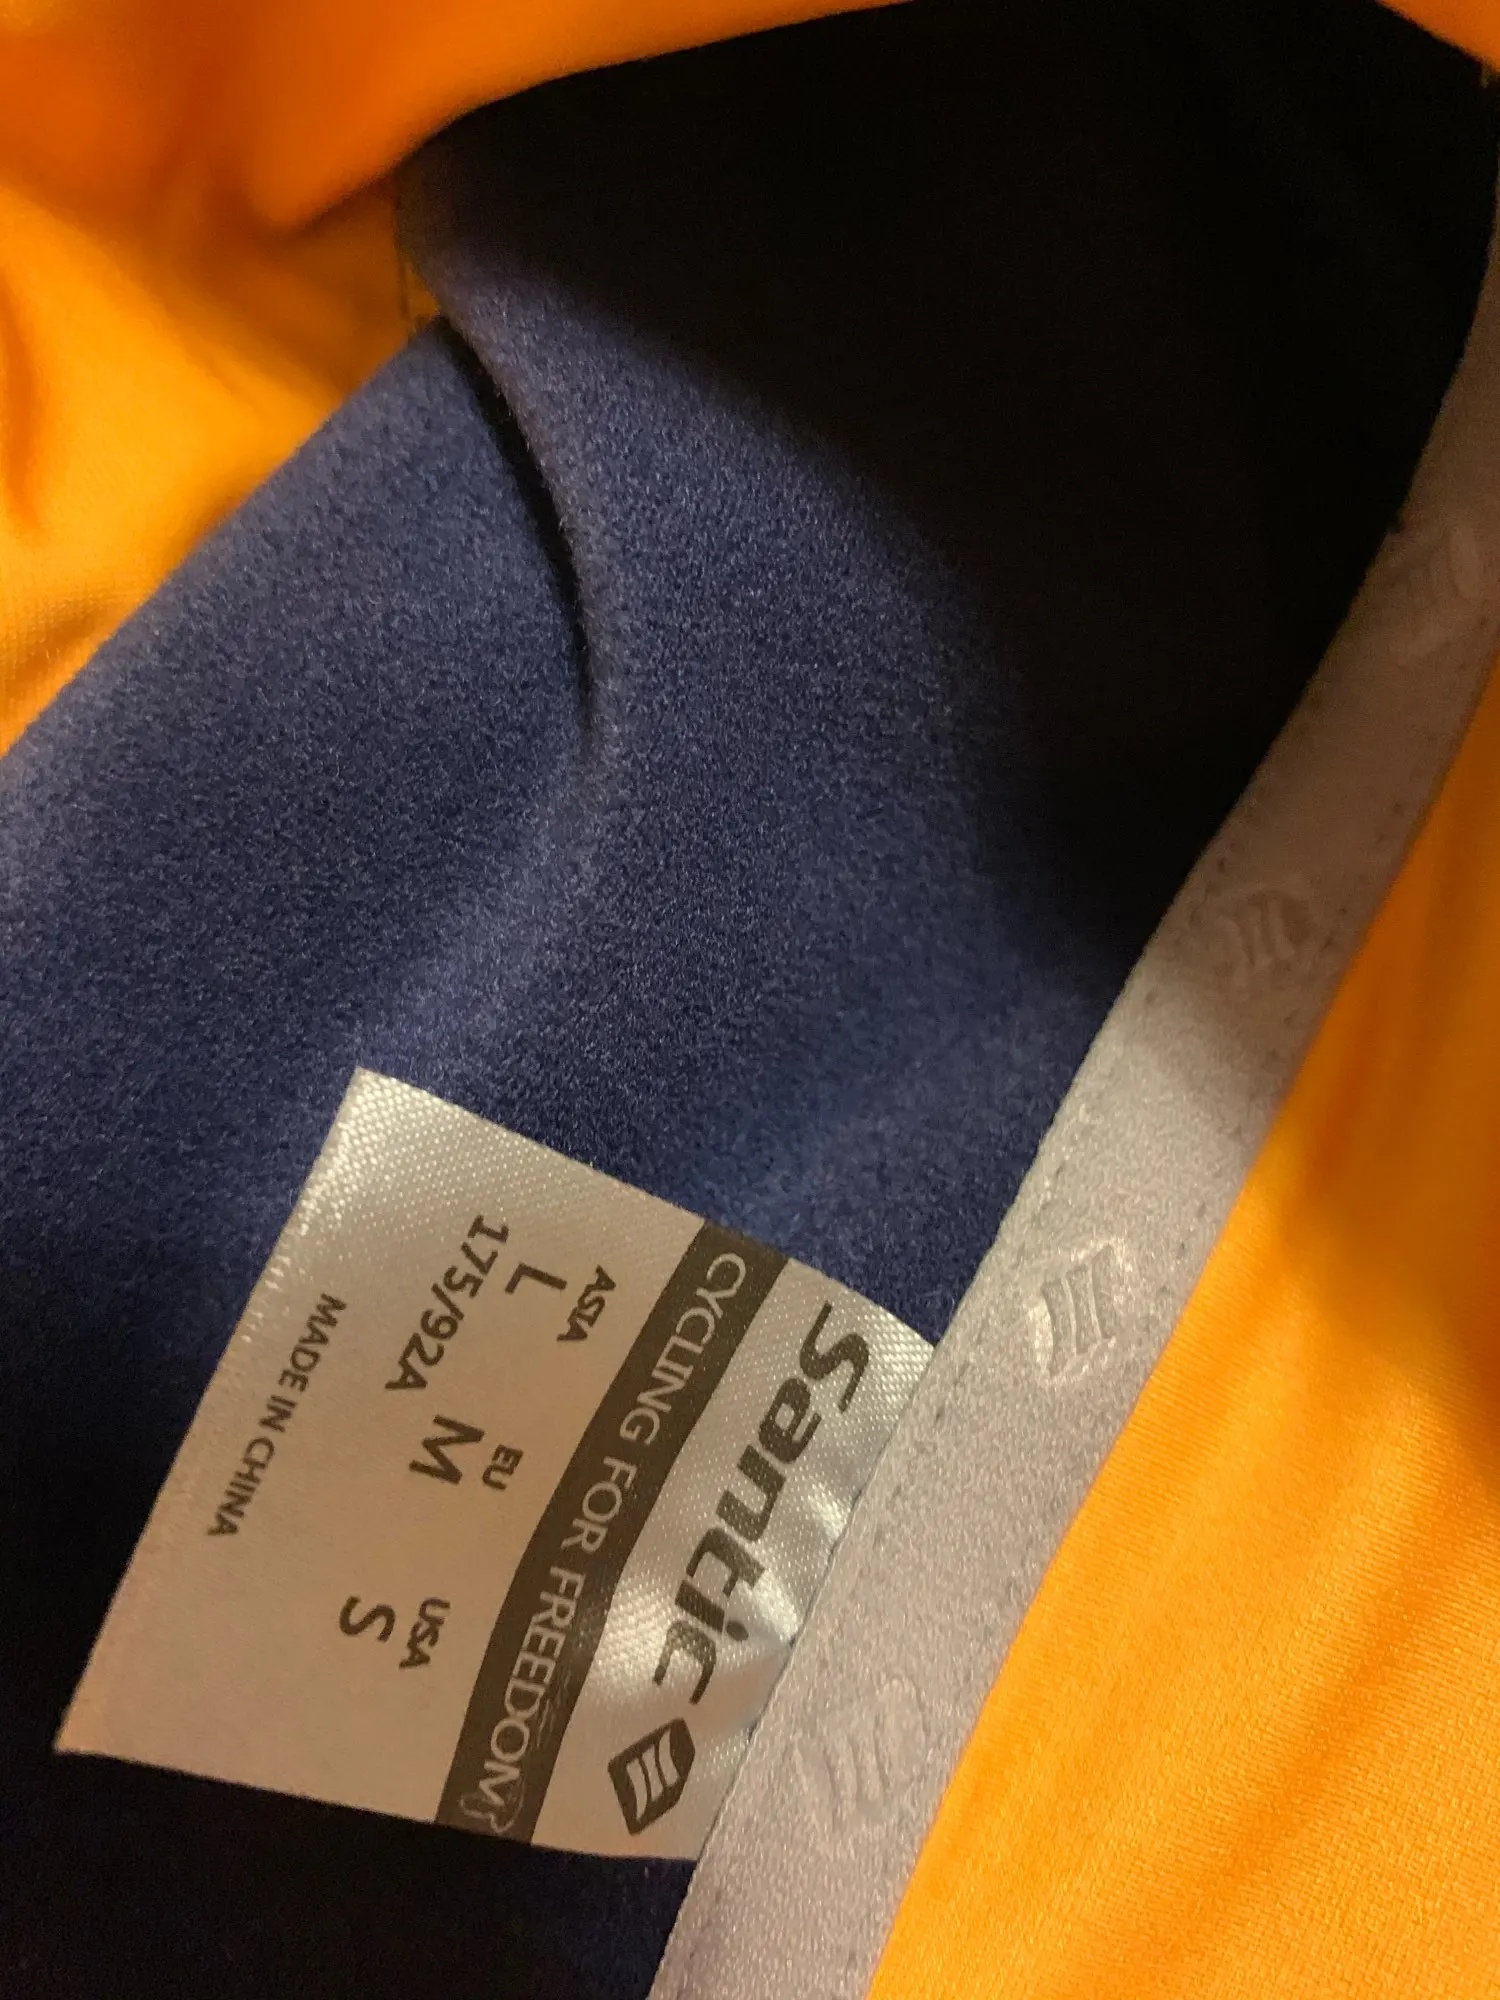 Santic
CYCLING FOR FREEDOM
ASIA EU USA
L M S
175/92A
MADE IN CHINA